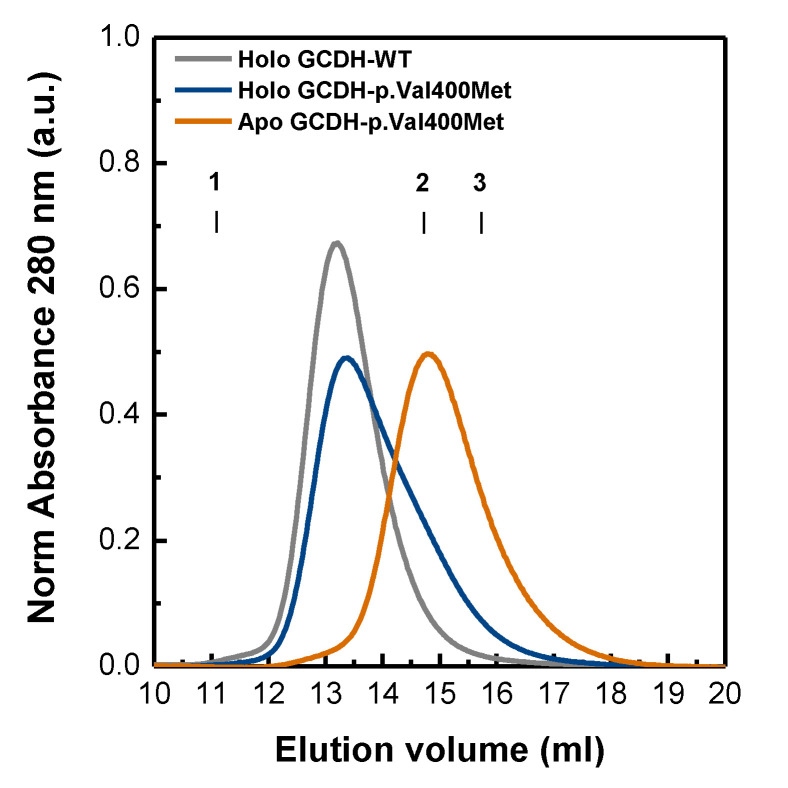 Norm Absorbance 280 nm (a.u.)
1.0
0.8
0.6
0.4
0.2
0.0
Holo GCDH-WT
Holo GCDH-p.Val400Met
Apo GCDH-p.Val400Met
1 2 3
10 11 12 13 14 15 16 17 18 19 20
Elution volume (ml)